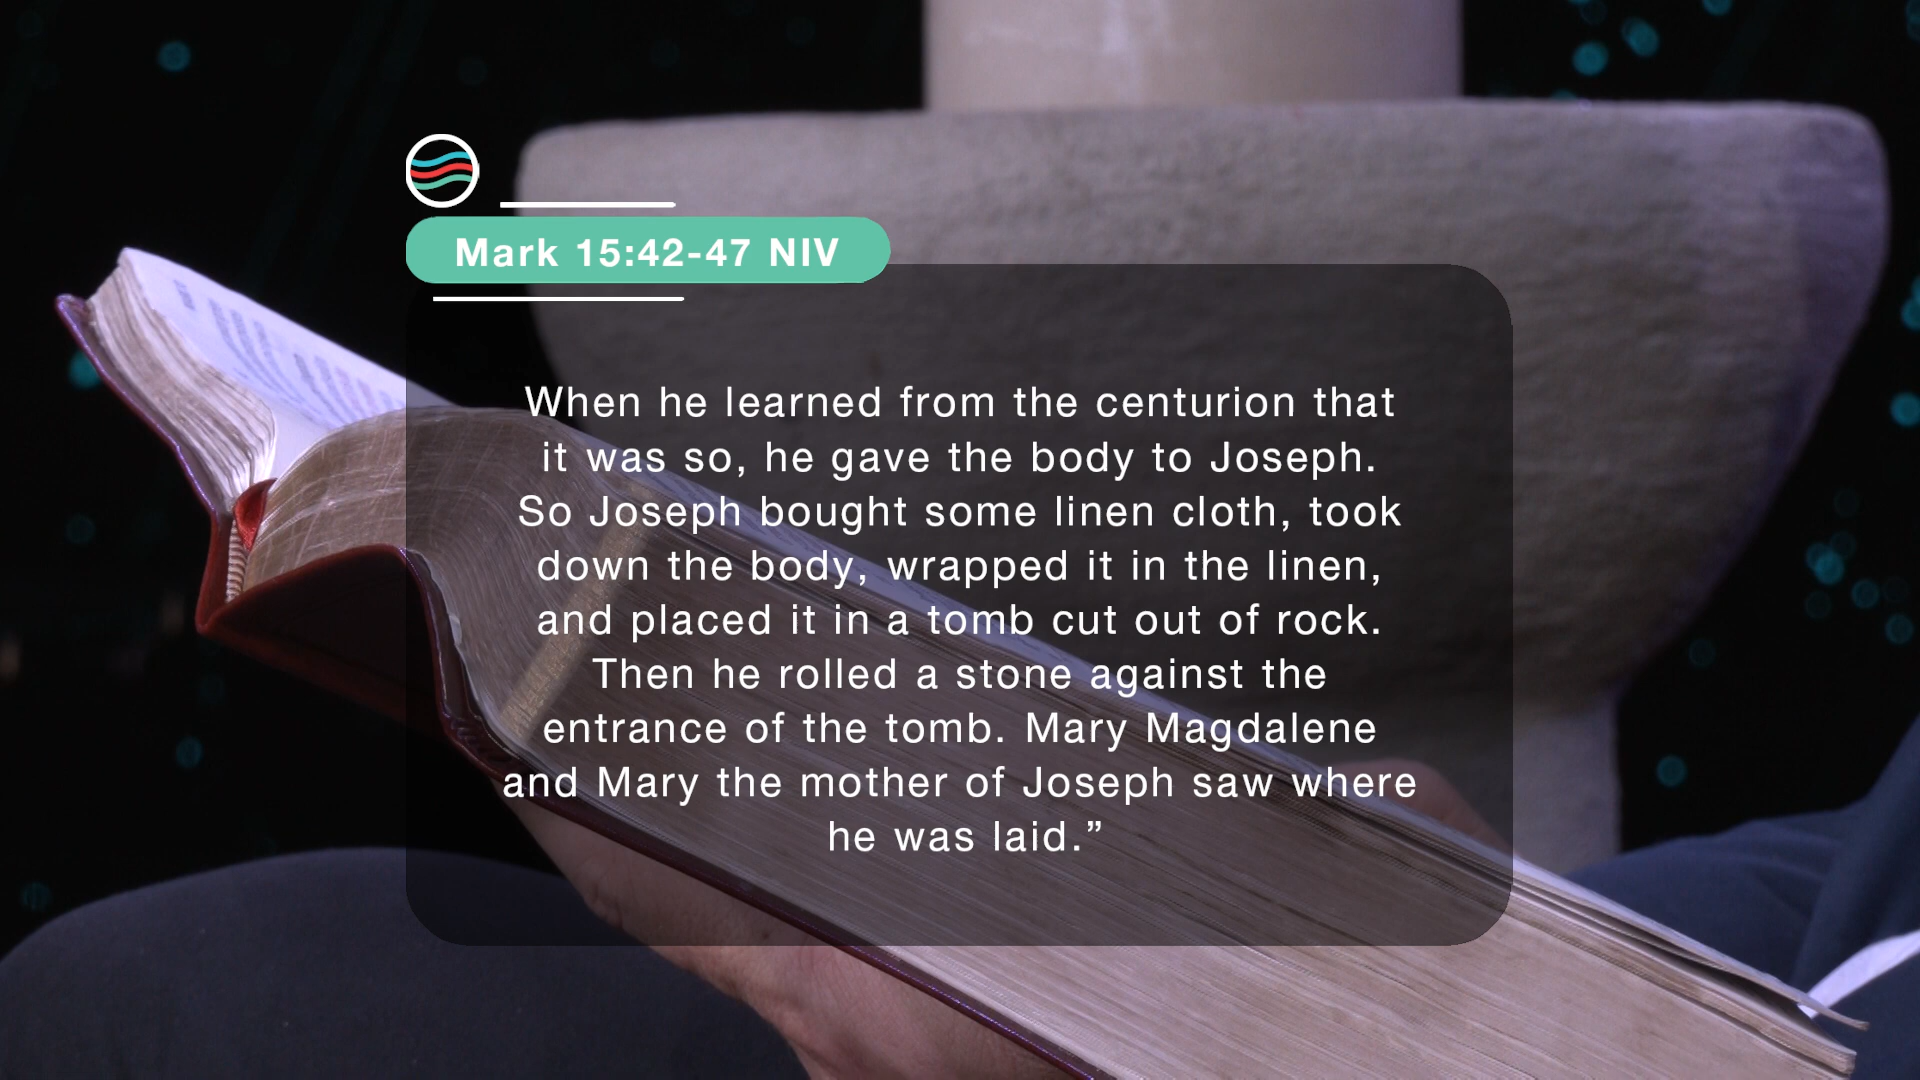 Mark 15:42-47 NIV
When he learned from the centurion that
it was so, he gave the body to Joseph.
So Joseph bought some linen cloth, took
down the body, wrapped it in the linen,
and placed it in a tomb cut out of rock.
Then he rolled a stone against the
entrance of the tomb. Mary Magdalene
and Mary the mother of Joseph saw where
he was laid.”